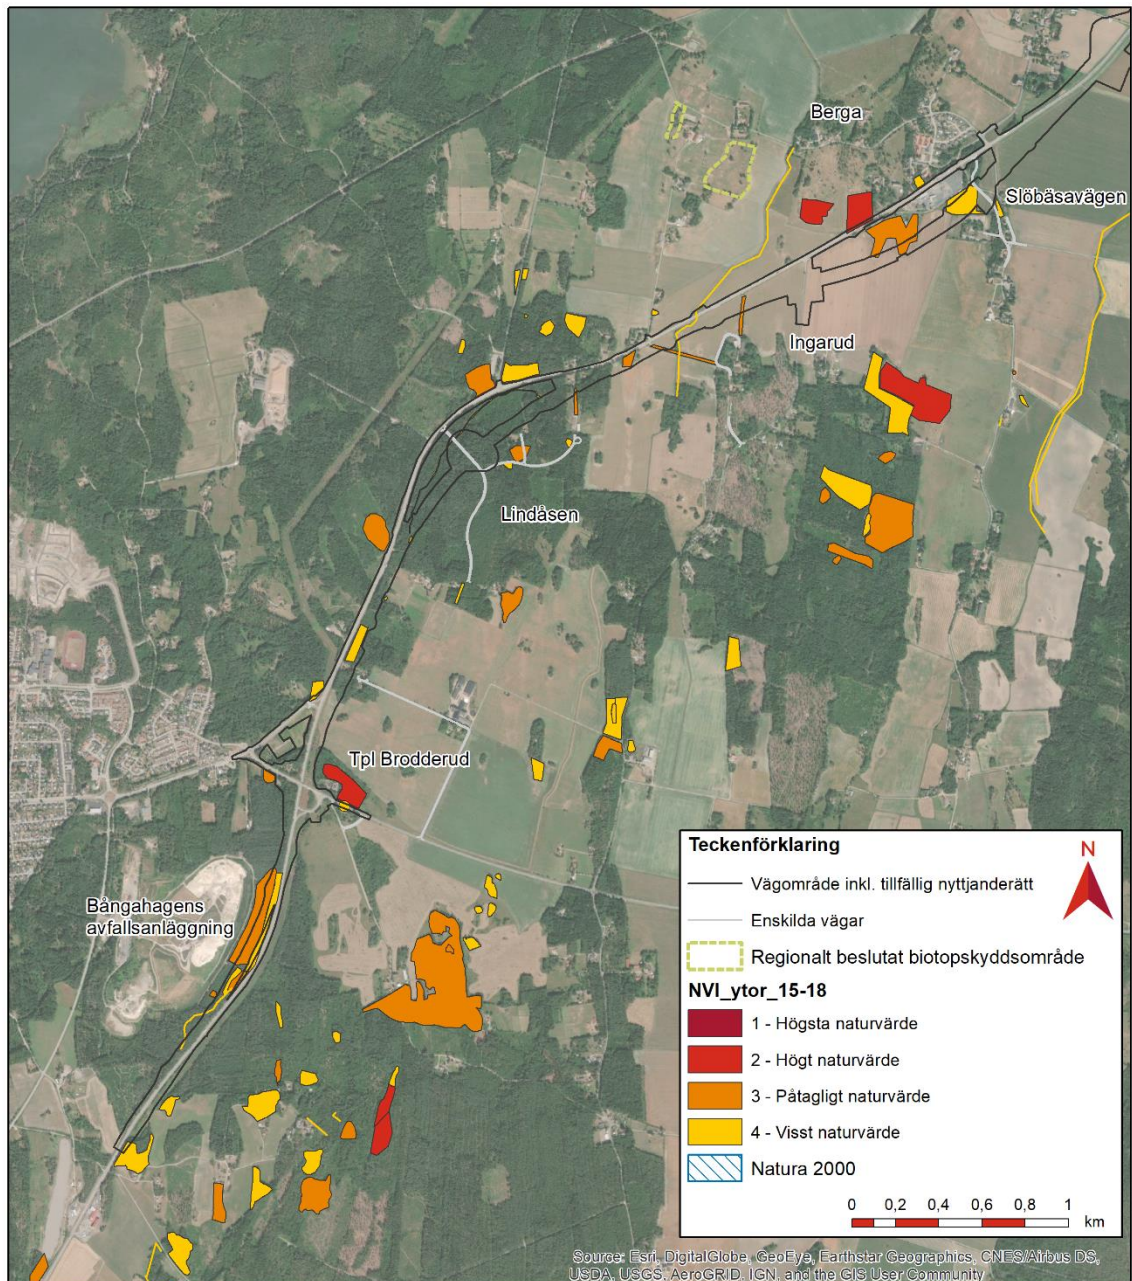 Berga
Slöbäsavägen
Ingarud
Lindåsen
Tpl Brodderud
Bångahagens
avfallsanläggning
Teckenförklaring
N
Vägområde inkl. tillfällig nyttjanderätt
Enskilda vägar
Regionalt beslutat biotopskyddsområde
NVI_ytor_15-18
1 - Högsta naturvärde
2 - Högt naturvärde
3 - Påtagligt naturvärde
4 - Visst naturvärde
Natura 2000
0 0,2 0,4 0,6 0,8 1
km
Source: Esri, DigitalGlobe, GeoEye, Earthstar Geographics, CNES/Airbus DS,
USDA, USGS, AeroGRID, IGN, and the GIS User Community